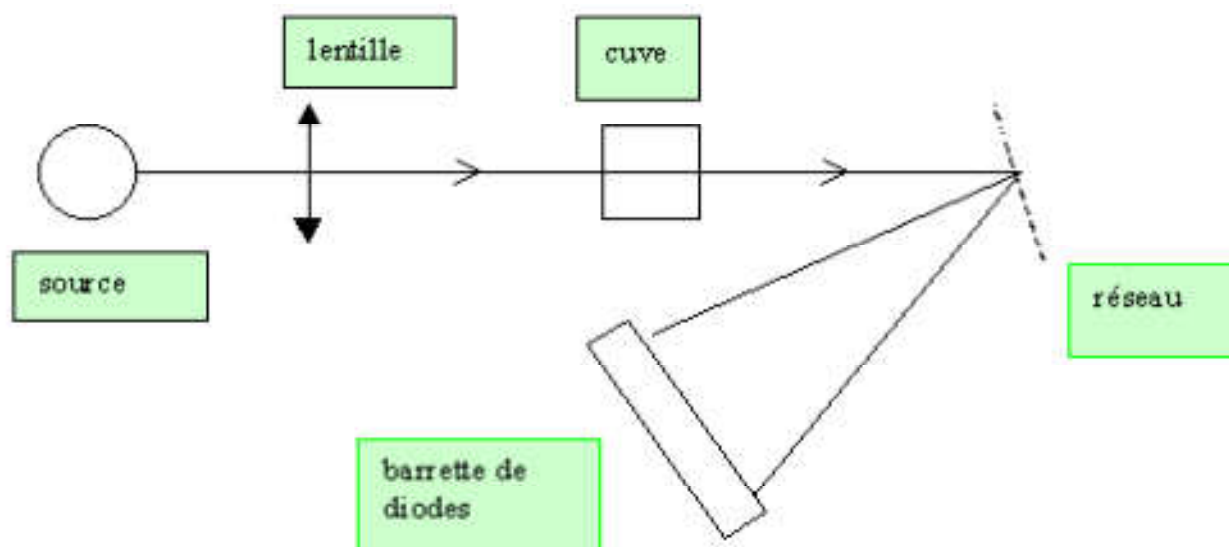 lentille
cuve
source
réseau
barrette de
diodes